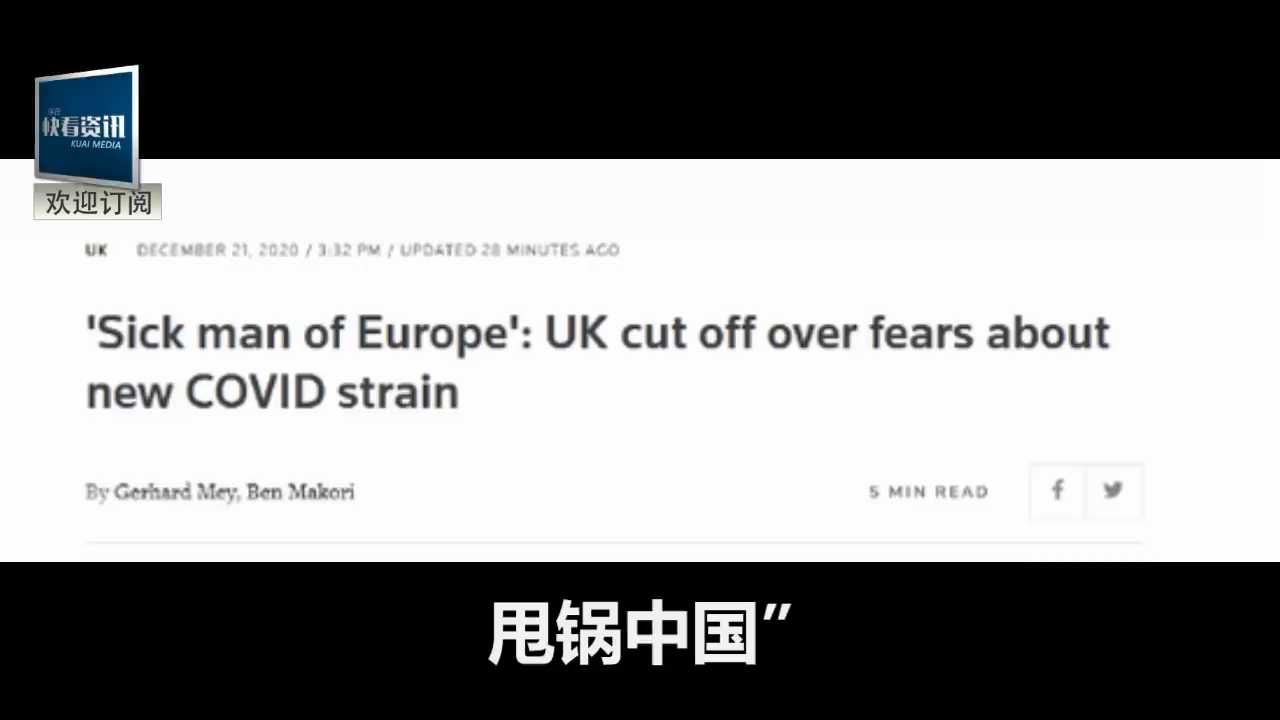 快看资讯
KUAI MEDIA
欢迎订阅
UK DECEMBER 21, 2020 / 3:32 PM / UPDATED 28 MINUTES AGO
'Sick man of Europe': UK cut off over fears about
new COVID strain
By Gerhard Mey, Ben Makori
5 MIN READ
甩锅中国”